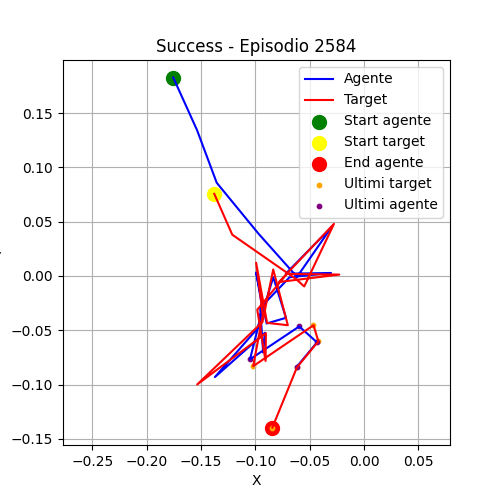 Success - Episodio 2584
Agente
Target
Start agente
Start target
End agente
Ultimi target
Ultimi agente
0.15
0.10
0.05
0.00
−0.05
−0.10
−0.15
−0.25
−0.20
−0.15
−0.10
−0.05
0.00
0.05
X